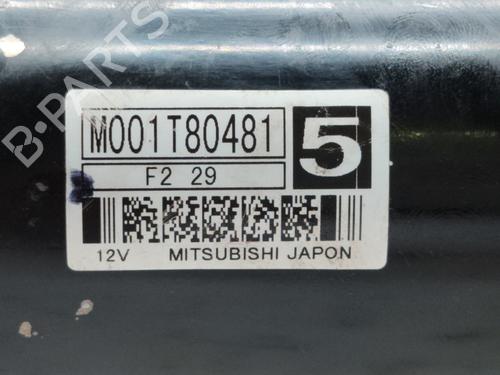 B-PARTS
M001T80481
5
F2 29
12V MITSUBISHI JAPON